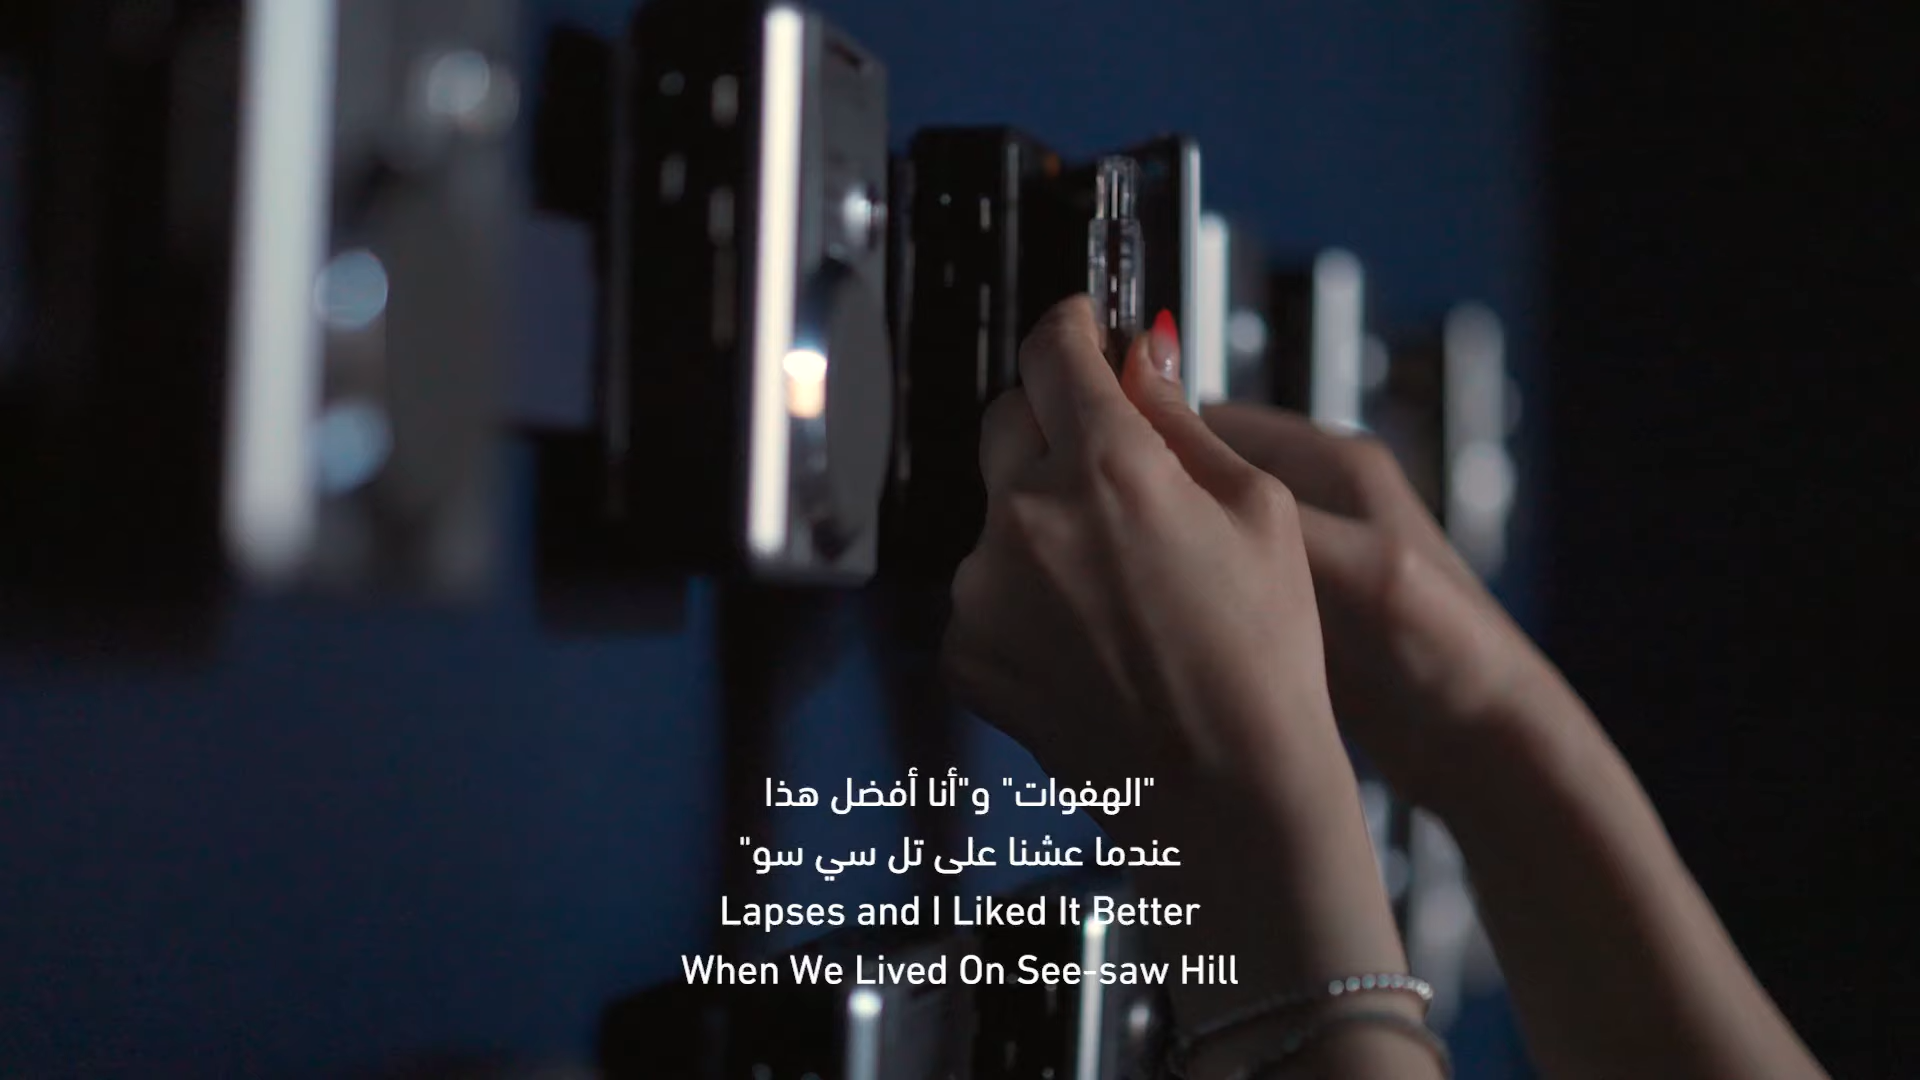 "الهفوات" و"أنا أفضل هذا
عندما عشنا على تل سي سو"
Lapses and I Liked It Better
When We Lived On See-saw Hill